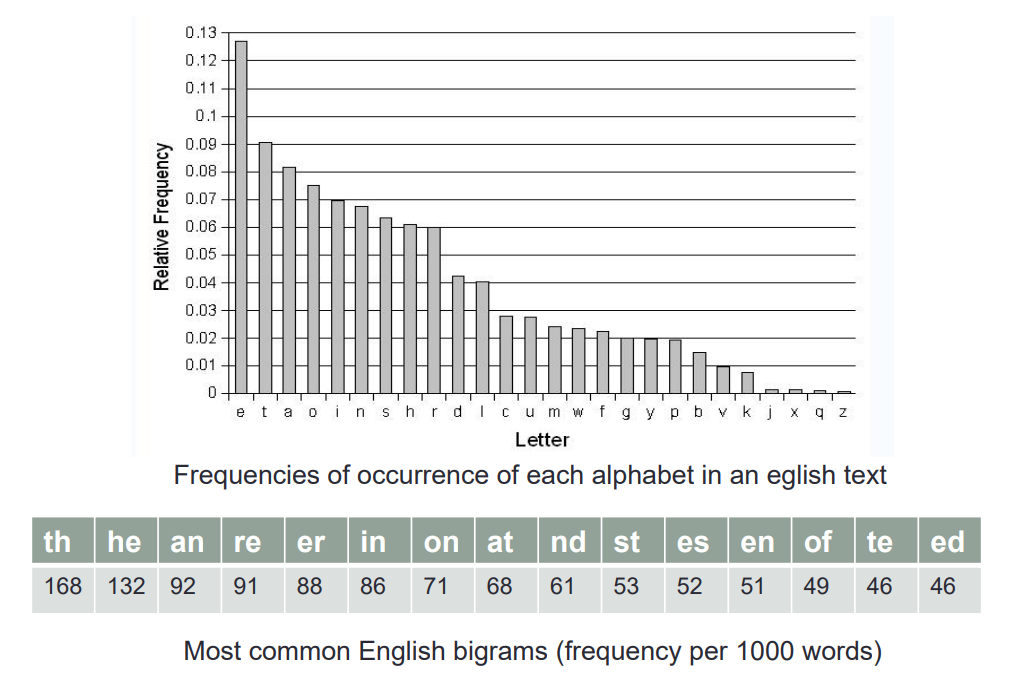 0.13
0.12
0.11
0.1
0.09
0.08
0.07
0.06
0.05
0.04
0.03
0.02
0.01
0
Relative Frequency
e t a o i n s h r d l c u m w f g y p b v k j x q z
Letter
Frequencies of occurrence of each alphabet in an eglish text
th he an re er in on at nd st es en of te ed
168 132 92 91 88 86 71 68 61 53 52 51 49 46 46
Most common English bigrams (frequency per 1000 words)